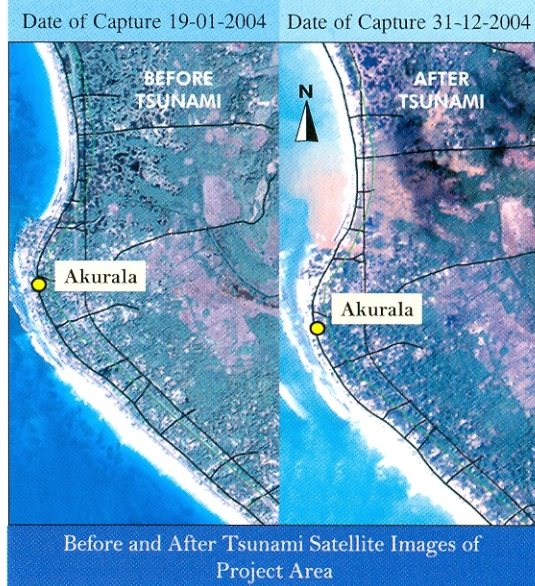 Date of Capture 19-01-2004
BEFORE
TSUNAMI
Akurala
Date of Capture 31-12-2004
AFTER
TSUNAMI
N
Akurala
Before and After Tsunami Satellite Images of
Project Area